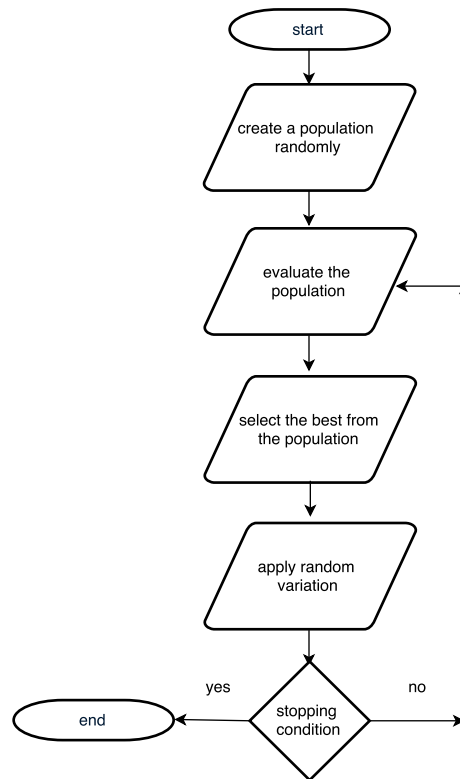 start
create a population
randomly
evaluate the
population
select the best from
the population
apply random
variation
yes
no
stopping
condition
end